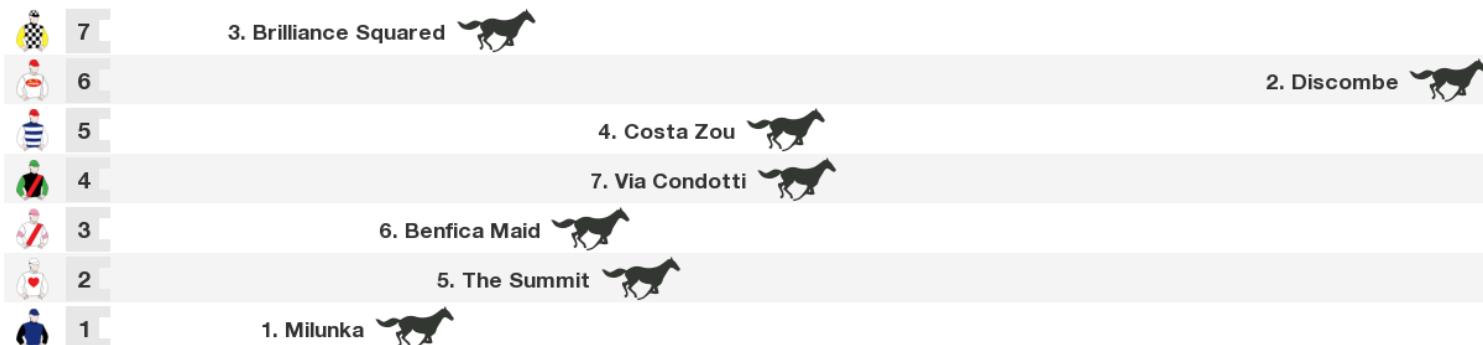 7 3. Brilliance Squared
6 2. Discombe
5 4. Costa Zou
4 7. Via Condotti
3 6. Benfica Maid
2 5. The Summit
1 1. Milunka